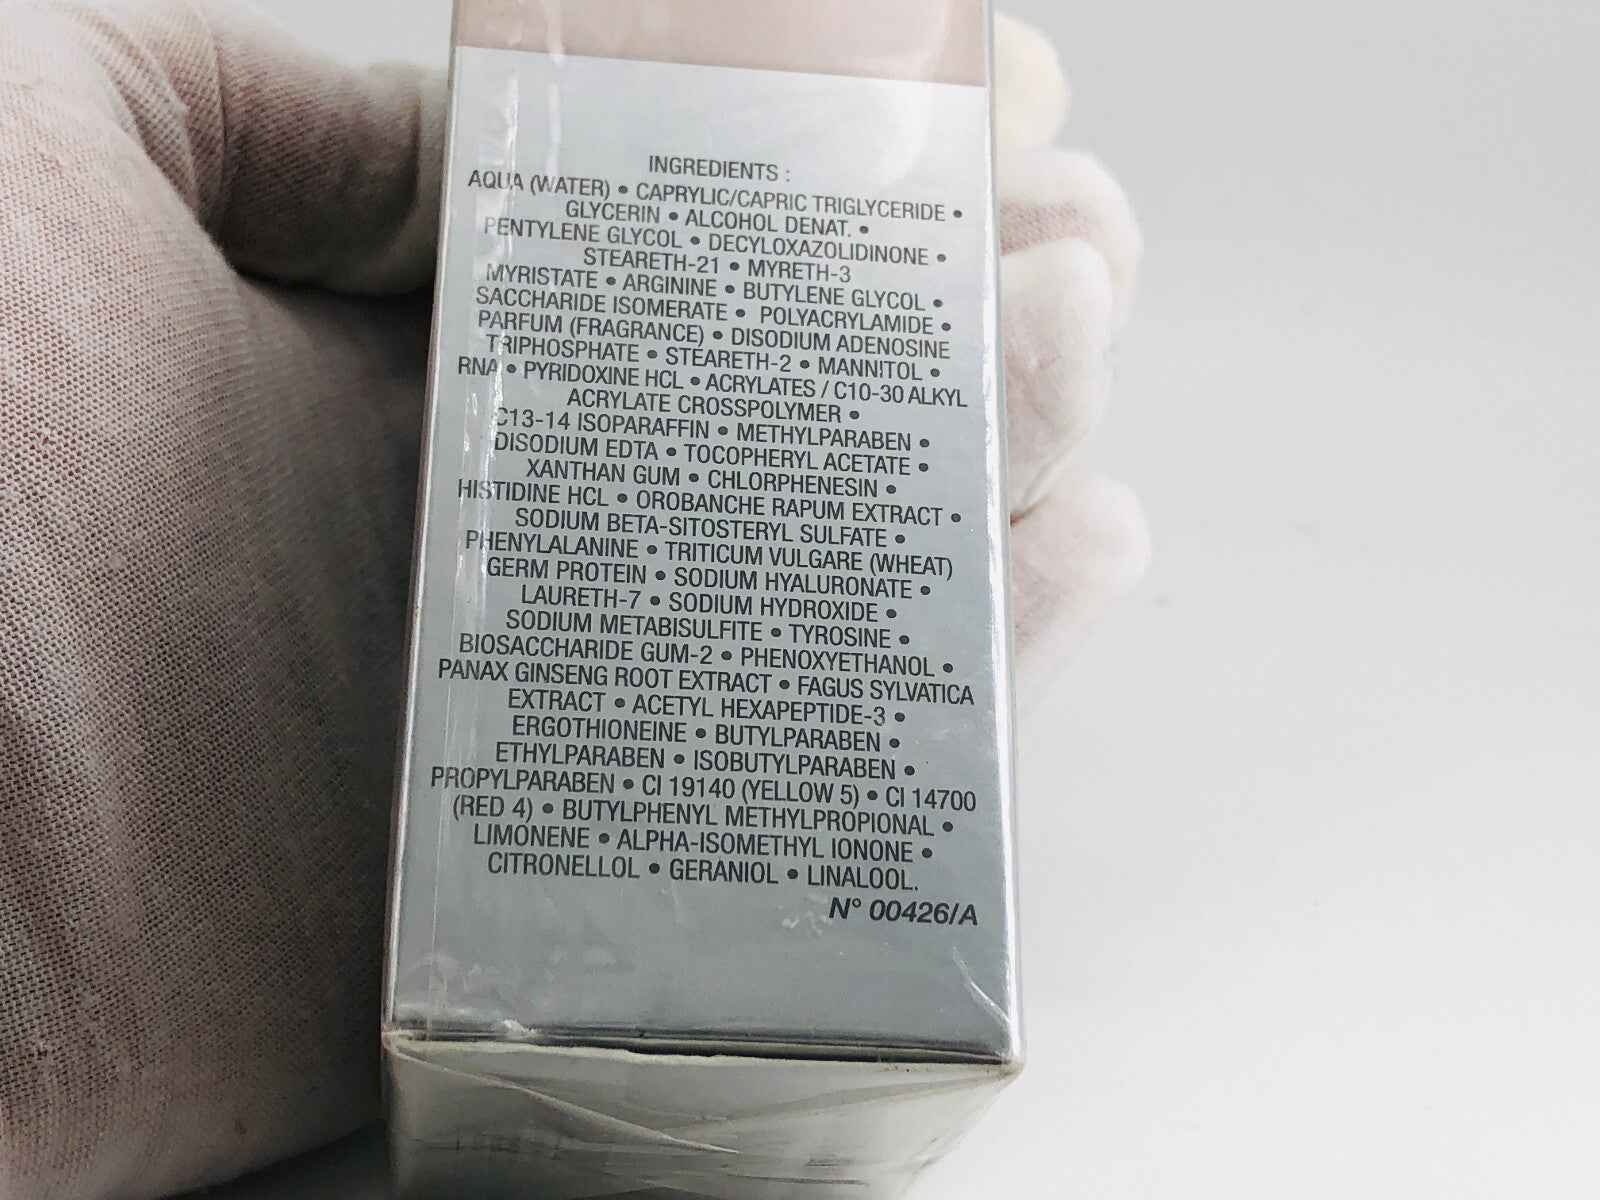 INGREDIENTS :
AQUA (WATER) • CAPRYLIC/CAPRIC TRIGLYCERIDE •
GLYCERIN • ALCOHOL DENAT. •
PENTYLENE GLYCOL • DECYLOXAZOLIDINONE •
STEARETH-21 • MYRETH-3
MYRISTATE • ARGININE • BUTYLENE GLYCOL •
SACCHARIDE ISOMERATE • POLYACRYLAMIDE •
PARFUM (FRAGRANCE) • DISODIUM ADENOSINE
TRIPHOSPHATE • STEARETH-2 • MANNITOL •
RNA • PYRIDOXINE HCL • ACRYLATES / C10-30 ALKYL
ACRYLATE CROSSPOLYMER •
C13-14 ISOPARAFFIN • METHYLPARABEN •
DISODIUM EDTA • TOCOPHERYL ACETATE •
XANTHAN GUM • CHLORPHENESIN •
HISTIDINE HCL • OROBANCHE RAPUM EXTRACT •
SODIUM BETA-SITOSTERYL SULFATE •
PHENYLALANINE • TRITICUM VULGARE (WHEAT)
GERM PROTEIN • SODIUM HYALURONATE •
LAURETH-7 • SODIUM HYDROXIDE •
SODIUM METABISULFITE • TYROSINE •
BIOSACCHARIDE GUM-2 • PHENOXYETHANOL •
PANAX GINSENG ROOT EXTRACT • FAGUS SYLVATICA
EXTRACT • ACETYL HEXAPEPTIDE-3 •
ERGOTHIONEINE • BUTYLPARABEN •
ETHYLPARABEN • ISOBUTYLPARABEN •
PROPYLPARABEN • CI 19140 (YELLOW 5) • CI 14700
(RED 4) • BUTYLPHENYL METHYLPROPIONAL •
LIMONENE • ALPHA-ISOMETHYL IONONE •
CITRONELLOL • GERANIOL • LINALOOL.
N° 00426/A